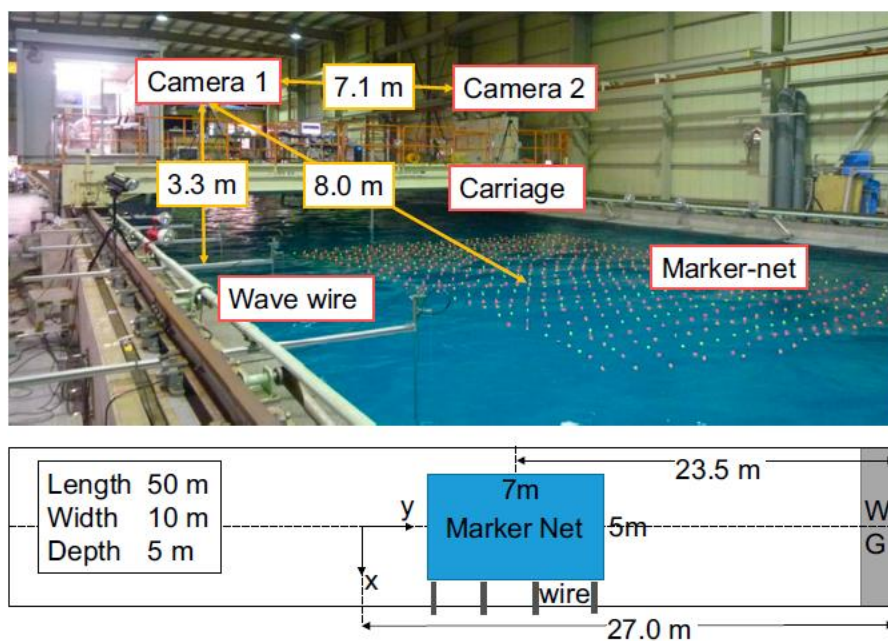 Camera 1
7.1 m
Camera 2
3.3 m
8.0 m
Carriage
Marker-net
Wave wire
Length 50 m
Width 10 m
Depth 5 m
23.5 m
7m
y
Marker Net
5m
W
G
x
wire
27.0 m